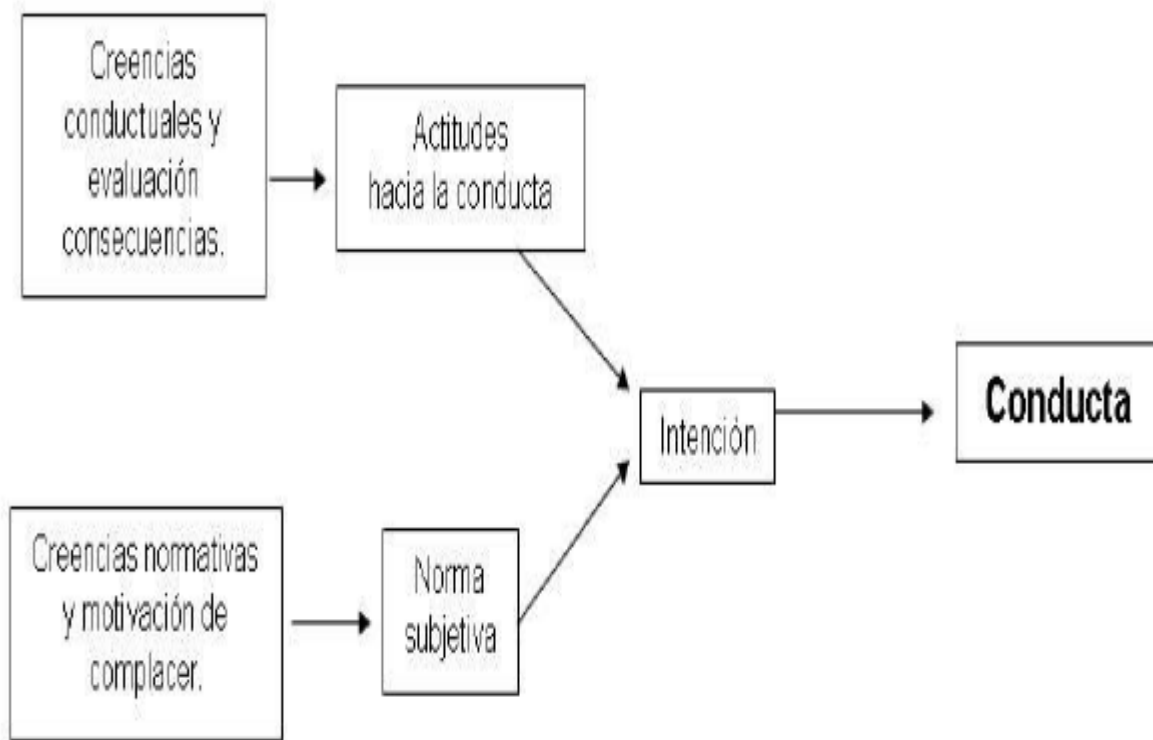 Creencias
conductuales y
evaluación
consecuencias.
Actitudes
hacia la conducta
Intención
Conducta
Creencias normativas
y motivación de
complacer.
Norma
subjetiva